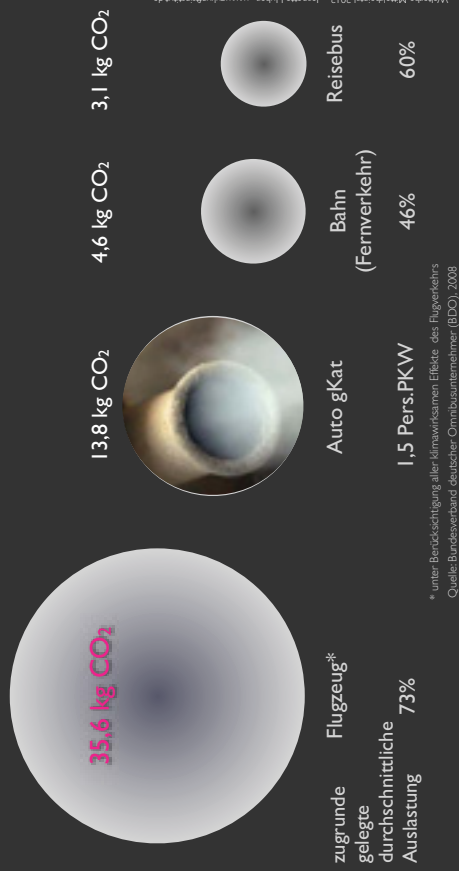 35,6 kg CO₂
13,8 kg CO₂
4,6 kg CO₂
3,1 kg CO₂
Flugzeug*
Auto gKat
Bahn
(Fernverkehr)
Reisebus
zugrunde
gelegte
durchschnittliche
Auslastung
73%
1,5 Pers.PKW
46%
60%
* unter Berücksichtigung aller klimawirksamen Effekte des Flugverkehrs
Quelle: Bundesverband deutscher Omnibusunternehmer (BDO), 2008